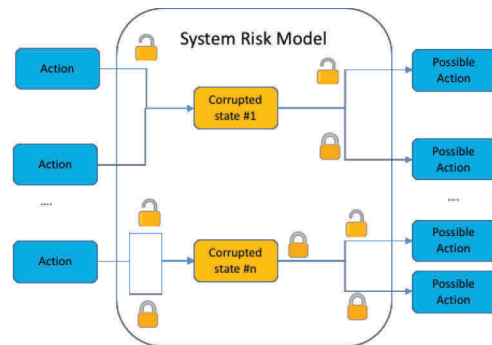 System Risk Model
Action
Possible
Action
Corrupted
state #1
Action
Possible
Action
....
....
Action
Corrupted
state #n
Possible
Action
Possible
Action